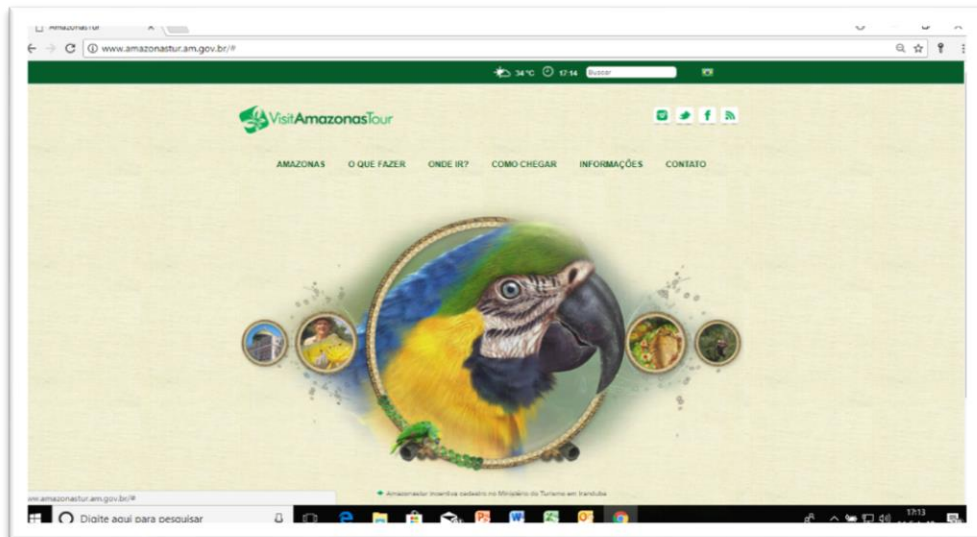 AmazonasTur
www.amazonastur.am.gov.br/#
34 °C 17:14 Buscar
VisitAmazonasTour
AMAZONAS O QUE FAZER ONDE IR? COMO CHEGAR INFORMAÇÕES CONTATO
Amazonastur incentiva cadastro no Ministério do Turismo em Iranduba
www.amazonastur.am.gov.br/#
Digite aqui para pesquisar
17:13